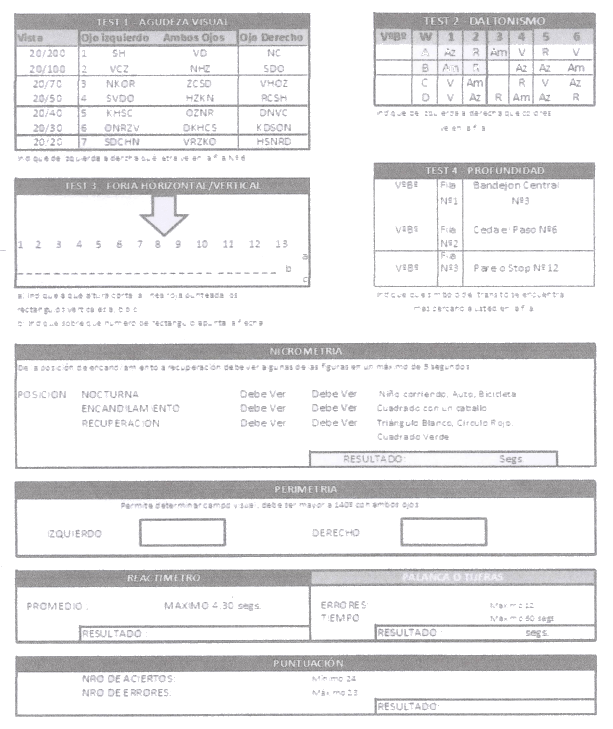 TEST 1 - AGUDEZA VISUAL
Vista Ojo izquierdo Ambos Ojos Ojo Derecho
20/200 1 SH VD NC
20/100 2 VCZ NHZ SDO
20/70 3 NKOR ZCSD VHOZ
20/50 4 SVDO HZKN RCSH
20/40 5 KHSC OZNR DNVC
20/30 6 ONRZV DKHCS KDSON
20/20 7 SDCHN VRZKO HSNRD
Indique de izquierda a derecha que letra ve en la fila Nº6
TEST 2 - DALTONISMO
VºBº W 1 2 3 4 5 6
A Az R Am V R V
B Am R Az Az Am
C V Am R V Az
D V Az R Am Az R
Indique de izquierda a derecha que colores
ve en la fila
TEST 3 FORIA HORIZONTAL/VERTICAL
1 2 3 4 5 6 7 8 9 10 11 12 13
a
b
c
a. Indique a que altura corta la linea roja punteada los
rectangulos verticales a, b o c
b. Indique sobre que numero de rectangulo apunta la flecha
TEST 4 - PROFUNDIDAD
VºBº Fila Bandejon Central
Nº1 Nº3
VºBº Fila Ceda el Paso Nº6
Nº2
Fila
VºBº Nº3 Pare o Stop Nº12
Indique que simbolo del transito se encuentra
mas cercano a usted en la fila
NICROMETRIA
De la posición de encandilamiento a recuperación debe ver algunas de las figuras en un máximo de 5 segundos
POSICION NOCTURNA Debe Ver Debe Ver Niño corriendo, Auto, Bicicleta
ENCANDILAMIENTO Debe Ver Debe Ver Cuadrado con un caballo
RECUPERACION Debe Ver Debe Ver Triángulo Blanco, Circulo Rojo,
Cuadrado Verde
RESULTADO: Segs.
PERIMETRIA
Permite determinar campo visual, debe ser mayor a 140º con ambos ojos
IZQUIERDO DERECHO
REACTIMETRO
PROMEDIO : MAXIMO 4.30 segs.
RESULTADO :
PALANCA O TIJERAS
ERRORES Maximo 12
TIEMPO Maximo 60 segs.
RESULTADO: segs.
PUNTUACIÓN
NRO DE ACIERTOS: Minimo 24
NRO DE ERRORES: Maximo 23
RESULTADO: